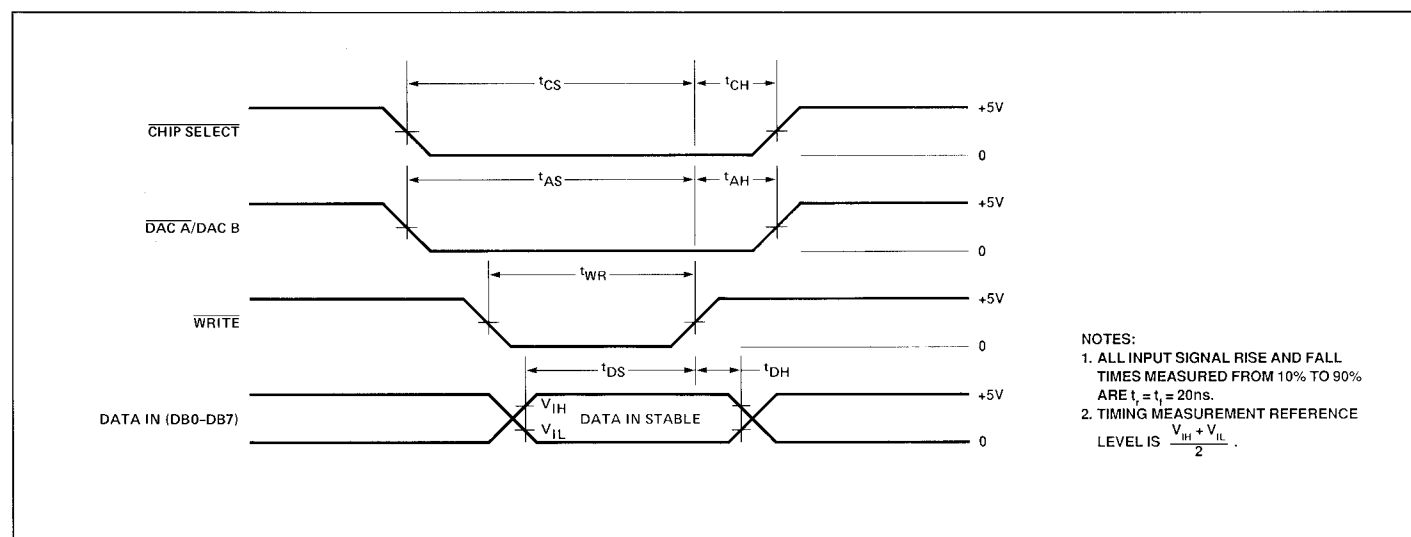 tCS
tCH
CHIP SELECT
+5V
0
tAS
tAH
DAC A/DAC B
+5V
0
tWR
WRITE
+5V
0
tDS
tDH
DATA IN (DB0–DB7)
VIH
DATA IN STABLE
VIL
+5V
0
NOTES:
1. ALL INPUT SIGNAL RISE AND FALL
TIMES MEASURED FROM 10% TO 90%
ARE tr = tf = 20ns.
2. TIMING MEASUREMENT REFERENCE
LEVEL IS VIH + VIL / 2 .